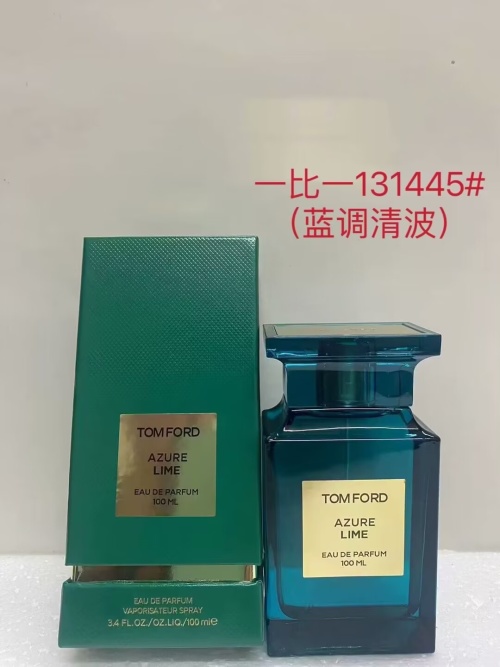 一比一131445#
(蓝调清波)
TOM FORD
AZURE
LIME
EAU DE PARFUM
100 ML
EAU DE PARFUM
VAPORISATEUR SPRAY
3.4 FL.OZ./OZ.LIQ./100 mle
TOM FORD
AZURE
LIME
EAU DE PARFUM
100 ML